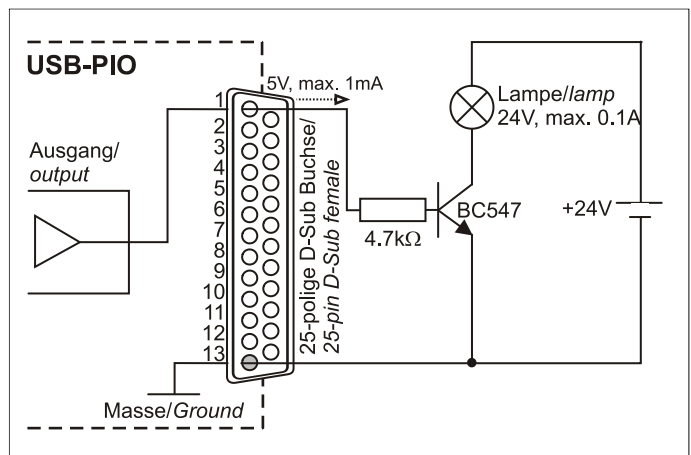 USB-PIO
5V, max. 1mA
1
2
3
4
5
6
7
8
9
10
11
12
13
Ausgang/
output
25-polige D-Sub Buchse/
25-pin D-Sub female
Lampe/lamp
24V, max. 0.1A
BC547
4.7kΩ
+24V
Masse/Ground